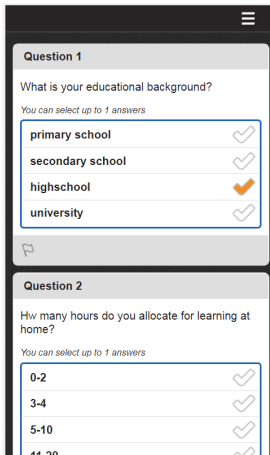 Question 1
What is your educational background?
You can select up to 1 answers
primary school
secondary school
highschool
university
Question 2
Hw many hours do you allocate for learning at
home?
You can select up to 1 answers
0-2
3-4
5-10
11-20